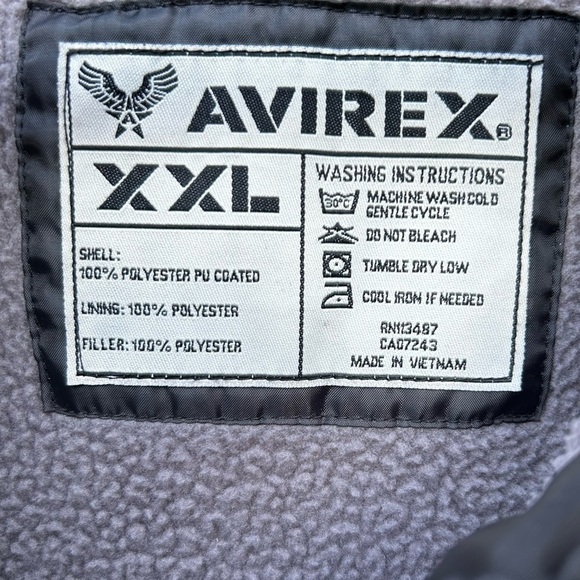 AVIREX®
XXL
SHELL:
100% POLYESTER PU COATED
LINING: 100% POLYESTER
FILLER: 100% POLYESTER
WASHING INSTRUCTIONS
30°C MACHINE WASH COLD
GENTLE CYCLE
DO NOT BLEACH
TUMBLE DRY LOW
COOL IRON IF NEEDED
RN113487
CA07243
MADE IN VIETNAM